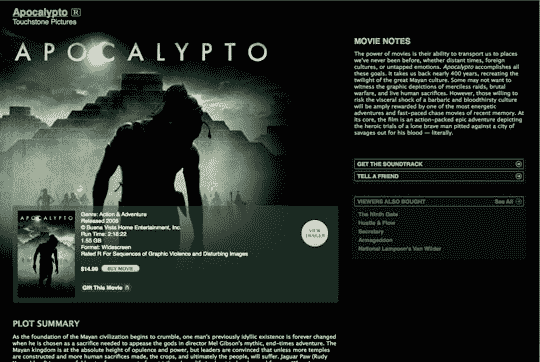 Apocalypto R
Touchstone Pictures
APOCALYPTO
MOVIE NOTES
The power of movies is their ability to transport us to places
we've never been before, whether distant times, foreign
cultures, or untapped emotions. Apocalypto accomplishes all
these goals. It takes us back nearly 400 years, recreating the
twilight of the great Mayan culture. Some may not want to
witness the graphic depictions of merciless raids, brutal
warfare, and live human sacrifices. However, those willing to
risk the visceral shock of a barbaric and bloodthirsty culture
will be amply rewarded by one of the most energetic
adventures and fast-paced chase movies of recent memory. At
its core, the film is an action-packed epic adventure depicting
the heroic trials of a lone brave man pitted against a city of
savages out for his blood — literally.
GET THE SOUNDTRACK
TELL A FRIEND
VIEWERS ALSO BOUGHT See All
The Ninth Gate
Hustle & Flow
Secretary
Armageddon
National Lampoon's Van Wilder
APOCALYPTO
Genre: Action & Adventure
Released 2006
© Buena Vista Home Entertainment, Inc.
Run Time: 2:18:22
1.55 GB
Format: Widescreen
Rated R For Sequences of Graphic Violence and Disturbing Images
$14.99 BUY MOVIE
Gift This Movie
VIEW
TRAILER
PLOT SUMMARY
As the foundation of the Mayan civilization begins to crumble, one man's previously idyllic existence is forever changed
when he is chosen as a sacrifice needed to appease the gods in director Mel Gibson's mythic, end-times adventure. The
Mayan kingdom is at the absolute height of opulence and power, but leaders are convinced that unless more temples
are constructed and more human sacrifices made, the crops, and ultimately the people, will suffer. Jaguar Paw (Rudy